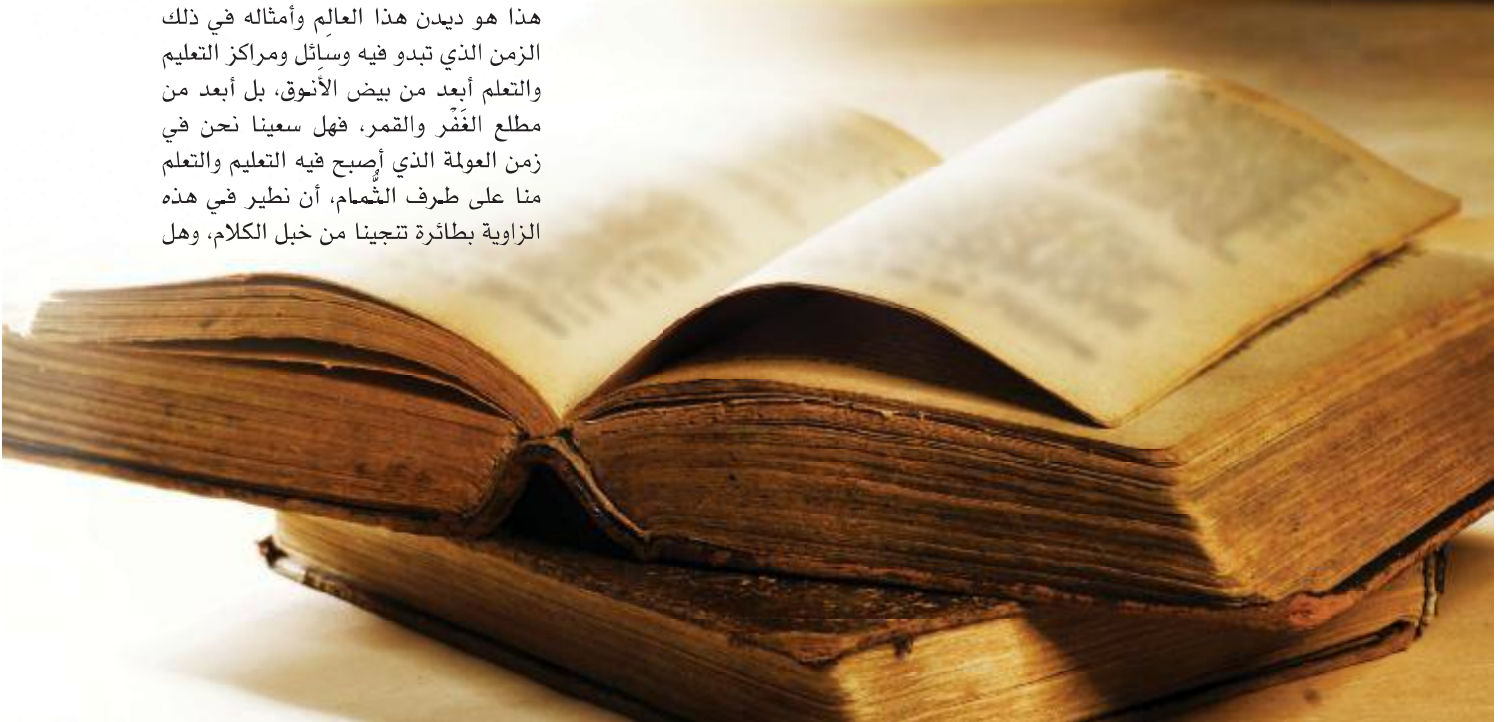 هذا هو ديدن هذا العالِم وأمثاله في ذلك
الزمن الذي تبدو فيه وسائل ومراكز التعليم
والتعلم أبعد من بيض الأَنوق، بل أبعد من
مطلع الغَفْر والقمر، فهل سعينا نحن في
زمن العولمة الذي أصبح فيه التعليم والتعلم
منا على طرف الثُّمام، أن نطير في هذه
الزاوية بطائرة تنجينا من خبل الكلام، وهل